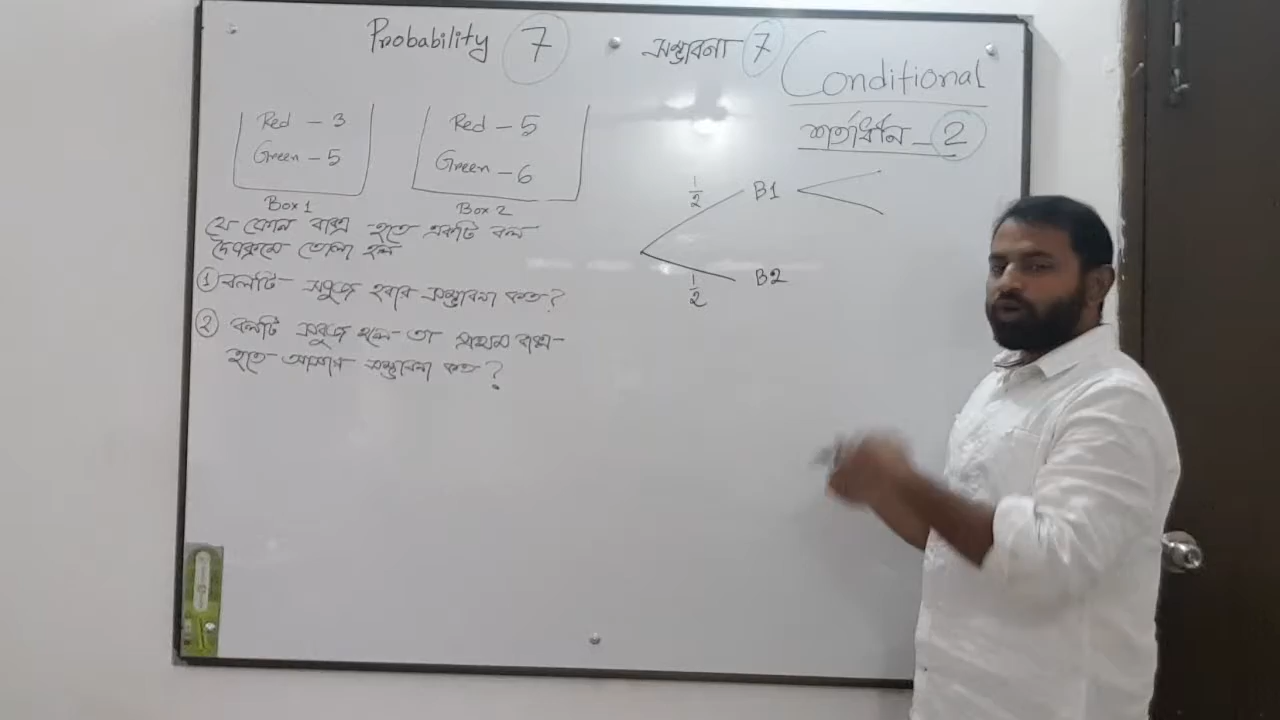 Probability 7
সম্ভাবনা 7
Conditional
শর্তাধীন - 2
Red - 3
Green - 5
Box 1
Red - 5
Green - 6
Box 2
যে কোন বাক্স হতে একটি বল
দৈবক্রমে তোলা হল
① বলটি সবুজ হবার সম্ভাবনা কত?
② বলটি সবুজ হলে তা প্রথম বাক্স
হতে আসার সম্ভাবনা কত?
1/2 B1
1/2 B2